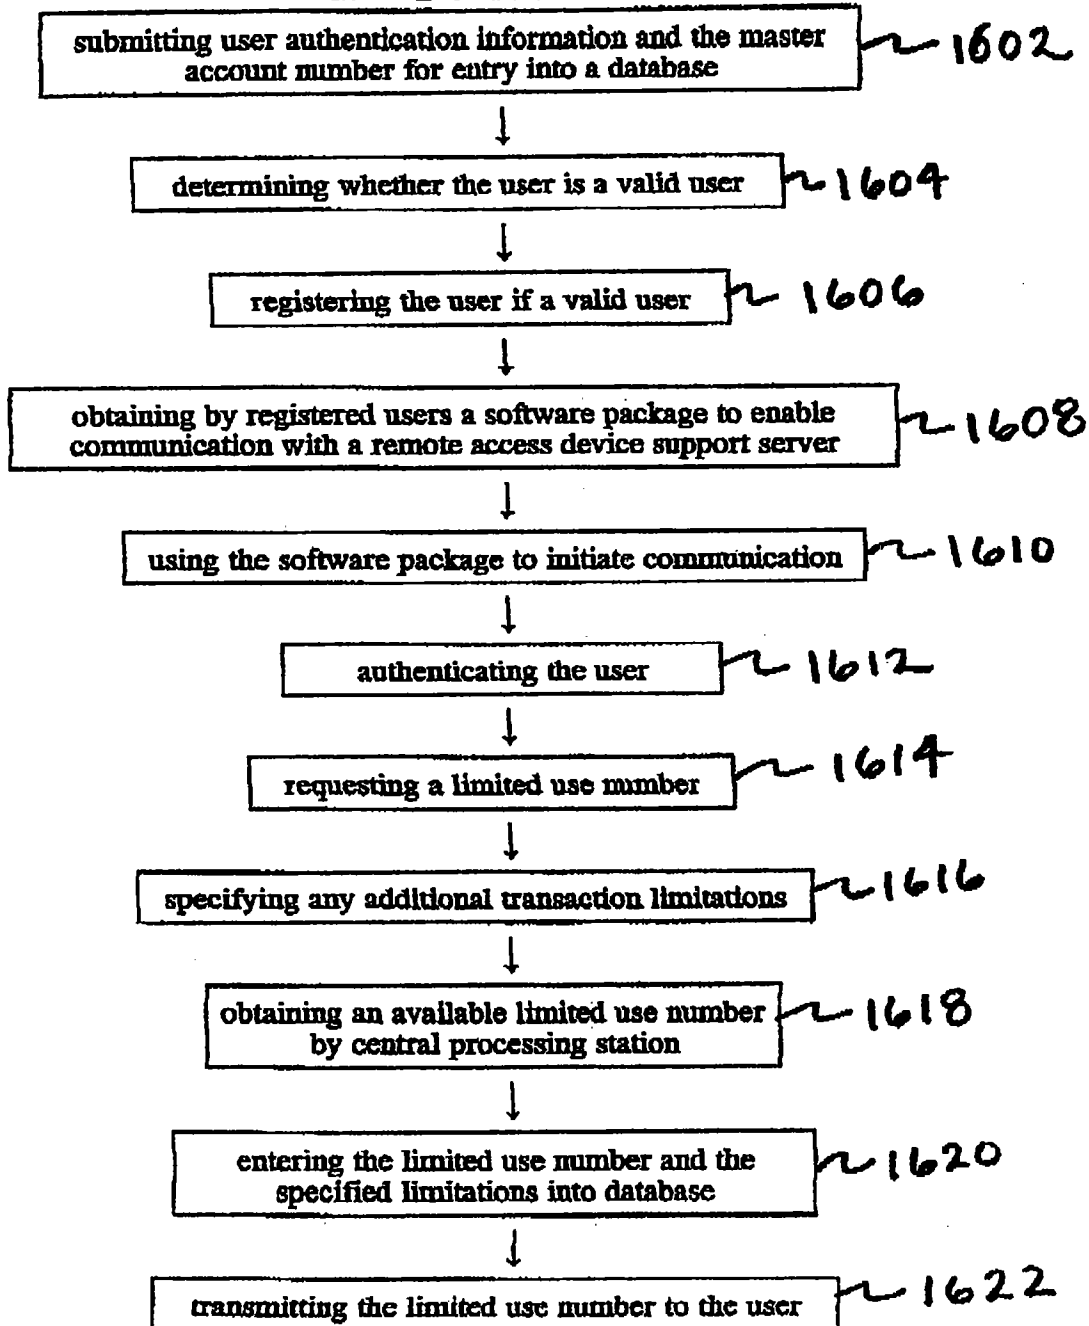 submitting user authentication information and the master
account number for entry into a database
1602
determining whether the user is a valid user
1604
registering the user if a valid user
1606
obtaining by registered users a software package to enable
communication with a remote access device support server
1608
using the software package to initiate communication
1610
authenticating the user
1612
requesting a limited use number
1614
specifying any additional transaction limitations
1616
obtaining an available limited use number
by central processing station
1618
entering the limited use number and the
specified limitations into database
1620
transmitting the limited use number to the user
1622